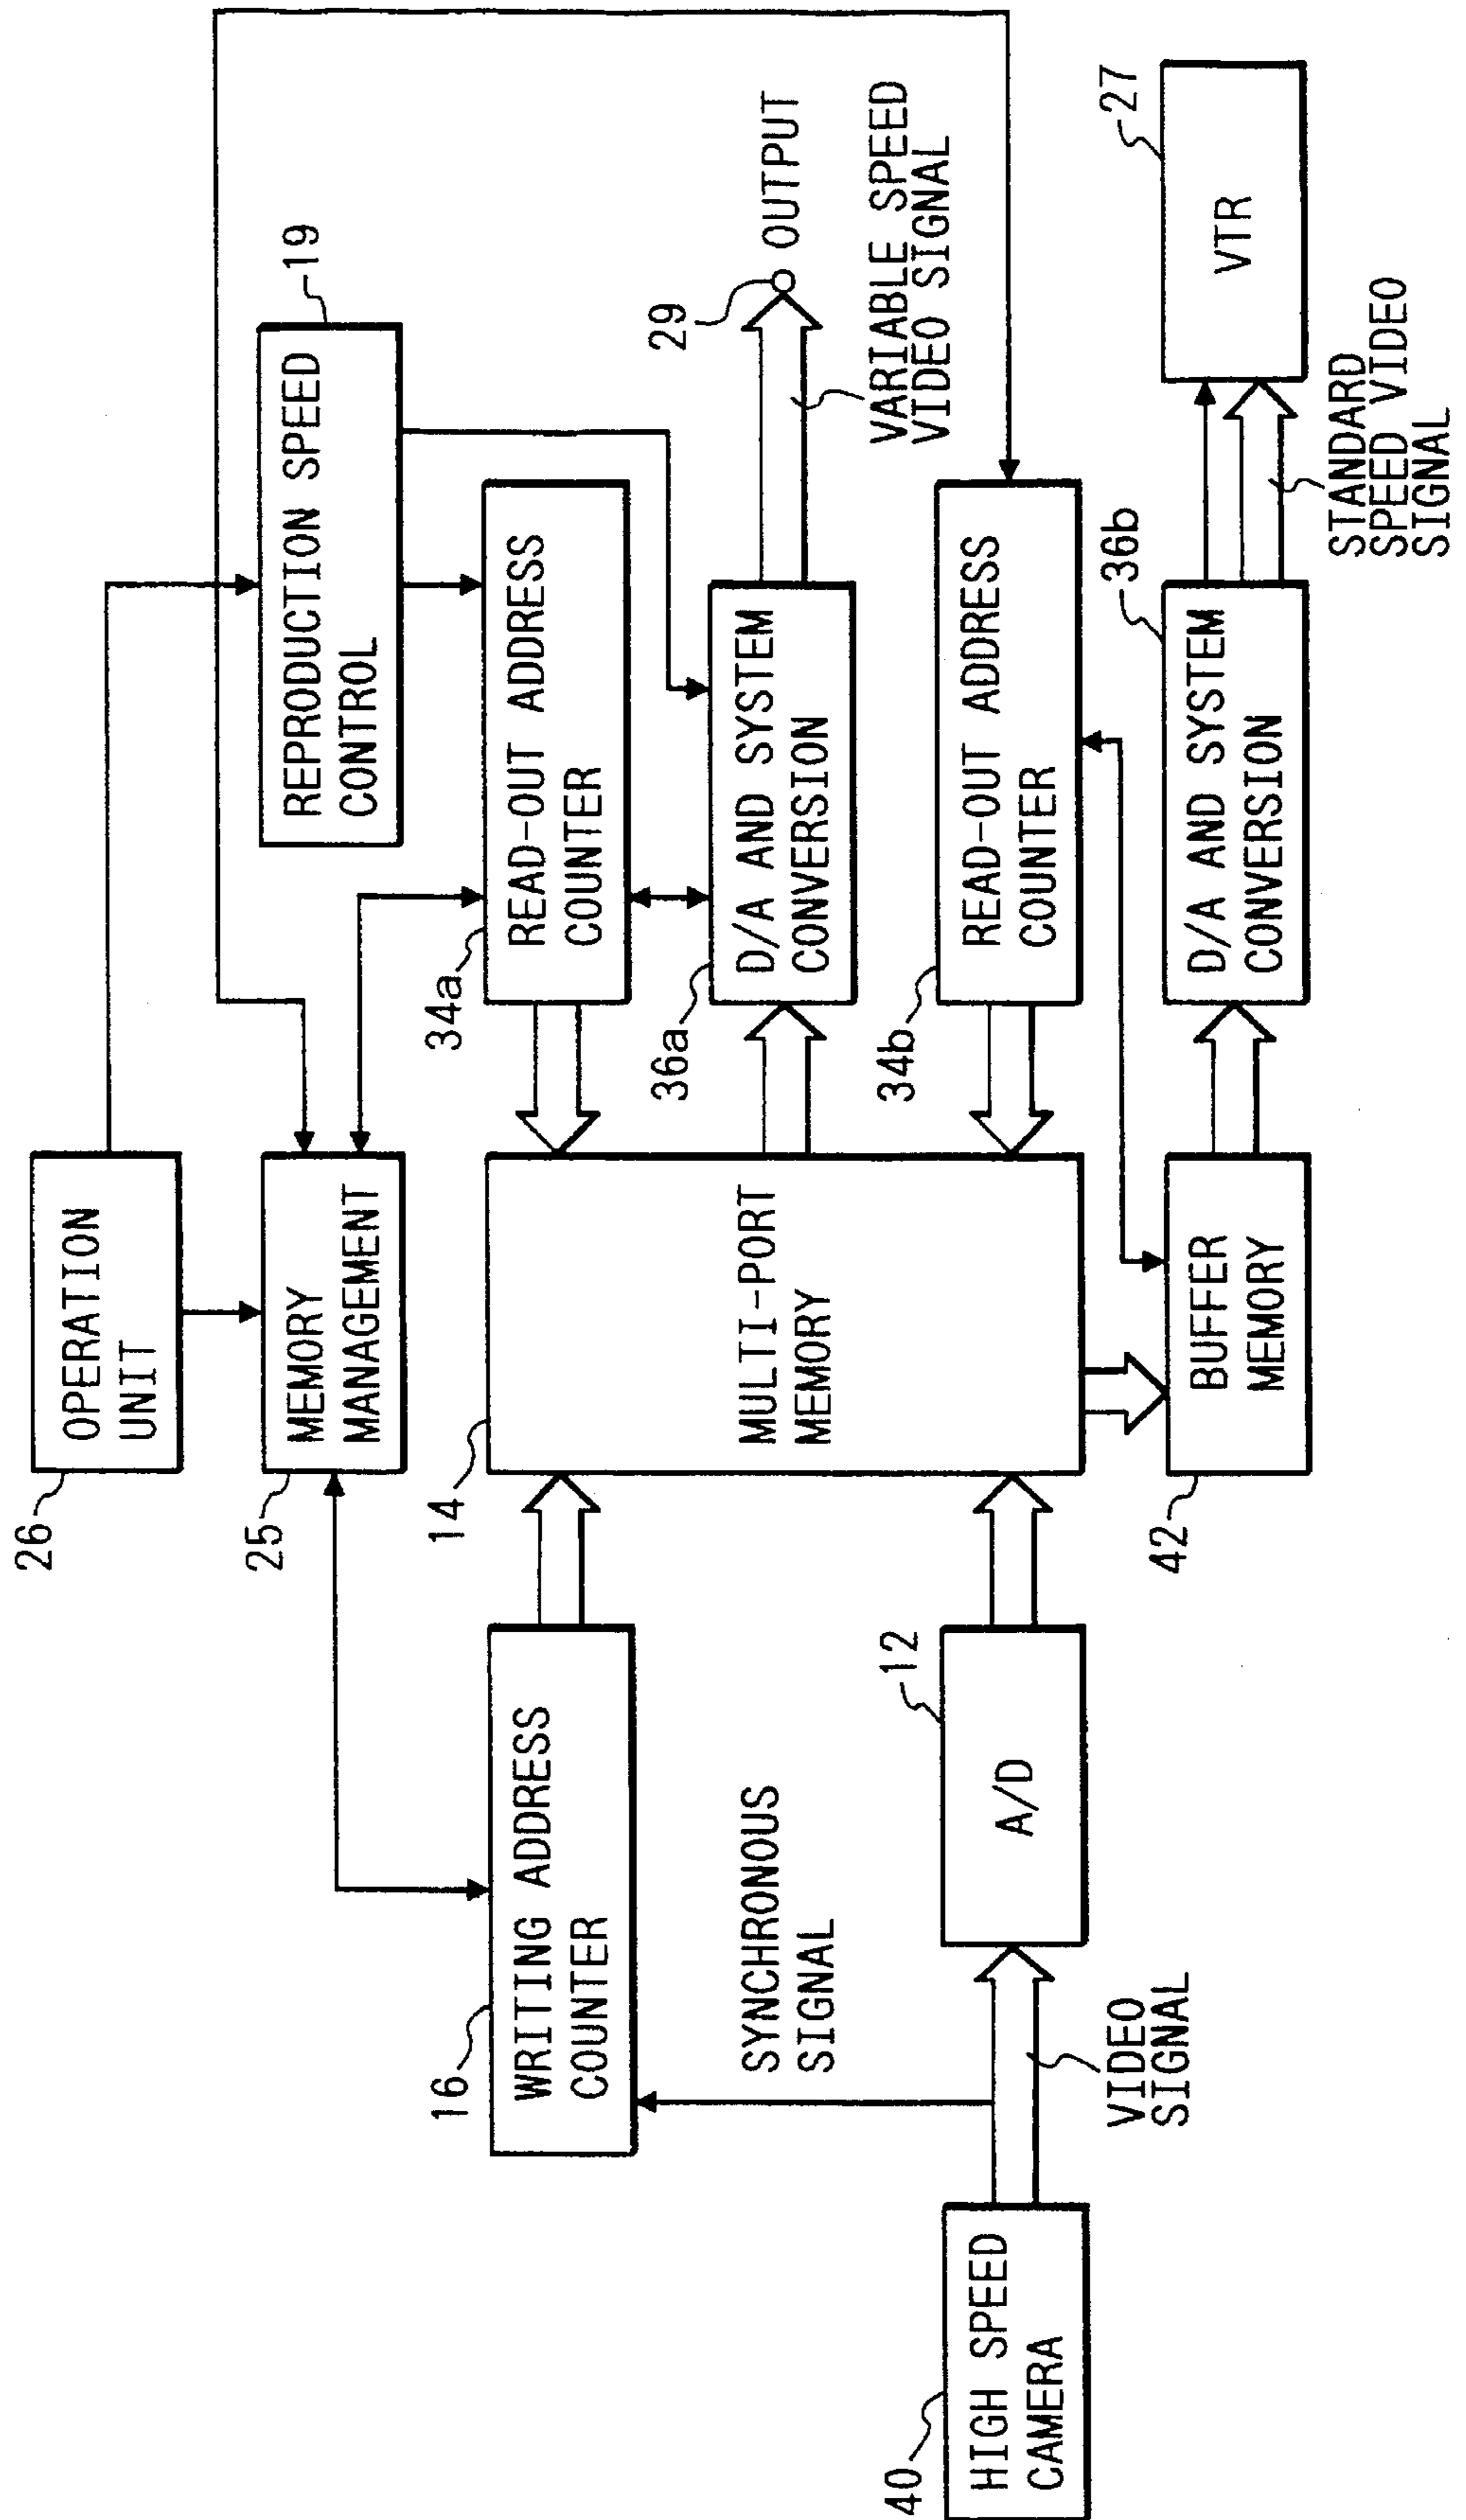 26
OPERATION
UNIT
25
MEMORY
MANAGEMENT
REPRODUCTION SPEED
CONTROL
19
16
WRITING ADDRESS
COUNTER
14
MULTI-PORT
MEMORY
34a
READ-OUT ADDRESS
COUNTER
36a
D/A AND SYSTEM
CONVERSION
29
OUTPUT
VARIABLE SPEED
VIDEO SIGNAL
SYNCHRONOUS
SIGNAL
40
HIGH SPEED
CAMERA
VIDEO
SIGNAL
12
A/D
34b
READ-OUT ADDRESS
COUNTER
42
BUFFER
MEMORY
36b
D/A AND SYSTEM
CONVERSION
STANDARD
SPEED VIDEO
SIGNAL
27
VTR